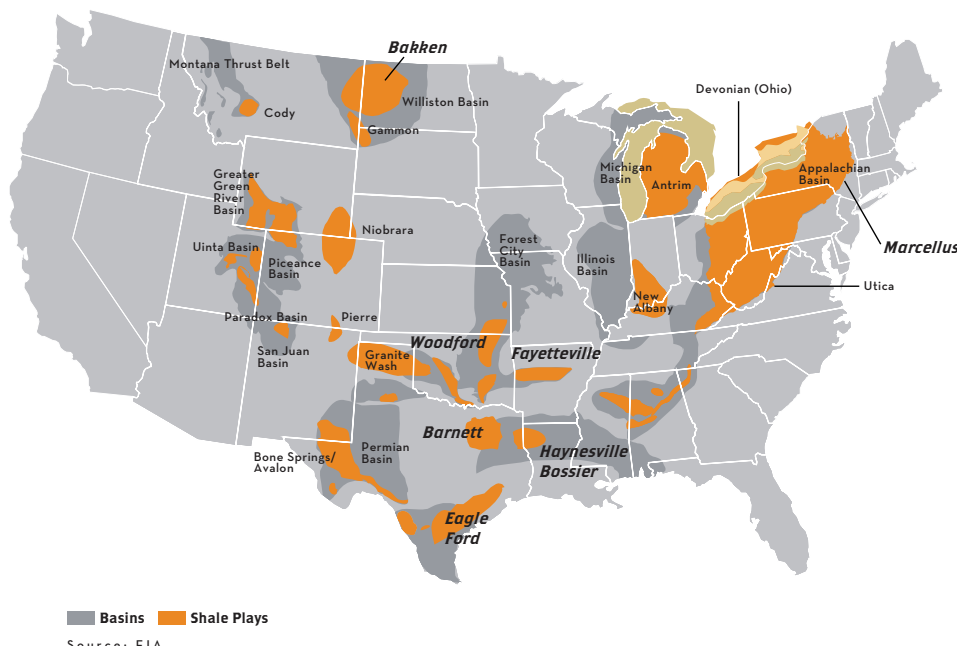 Bakken
Montana Thrust Belt
Williston Basin
Cody
Gammon
Devonian (Ohio)
Michigan
Basin
Antrim
Appalachian
Basin
Greater
Green
River
Basin
Niobrara
Marcellus
Uinta Basin
Piceance
Basin
Forest
City
Basin
Illinois
Basin
New
Albany
Utica
Paradox Basin
Pierre
San Juan
Basin
Woodford
Granite
Wash
Fayetteville
Barnett
Bone Springs/
Avalon
Permian
Basin
Haynesville
Bossier
Eagle
Ford
Basins
Shale Plays
Source: EIA